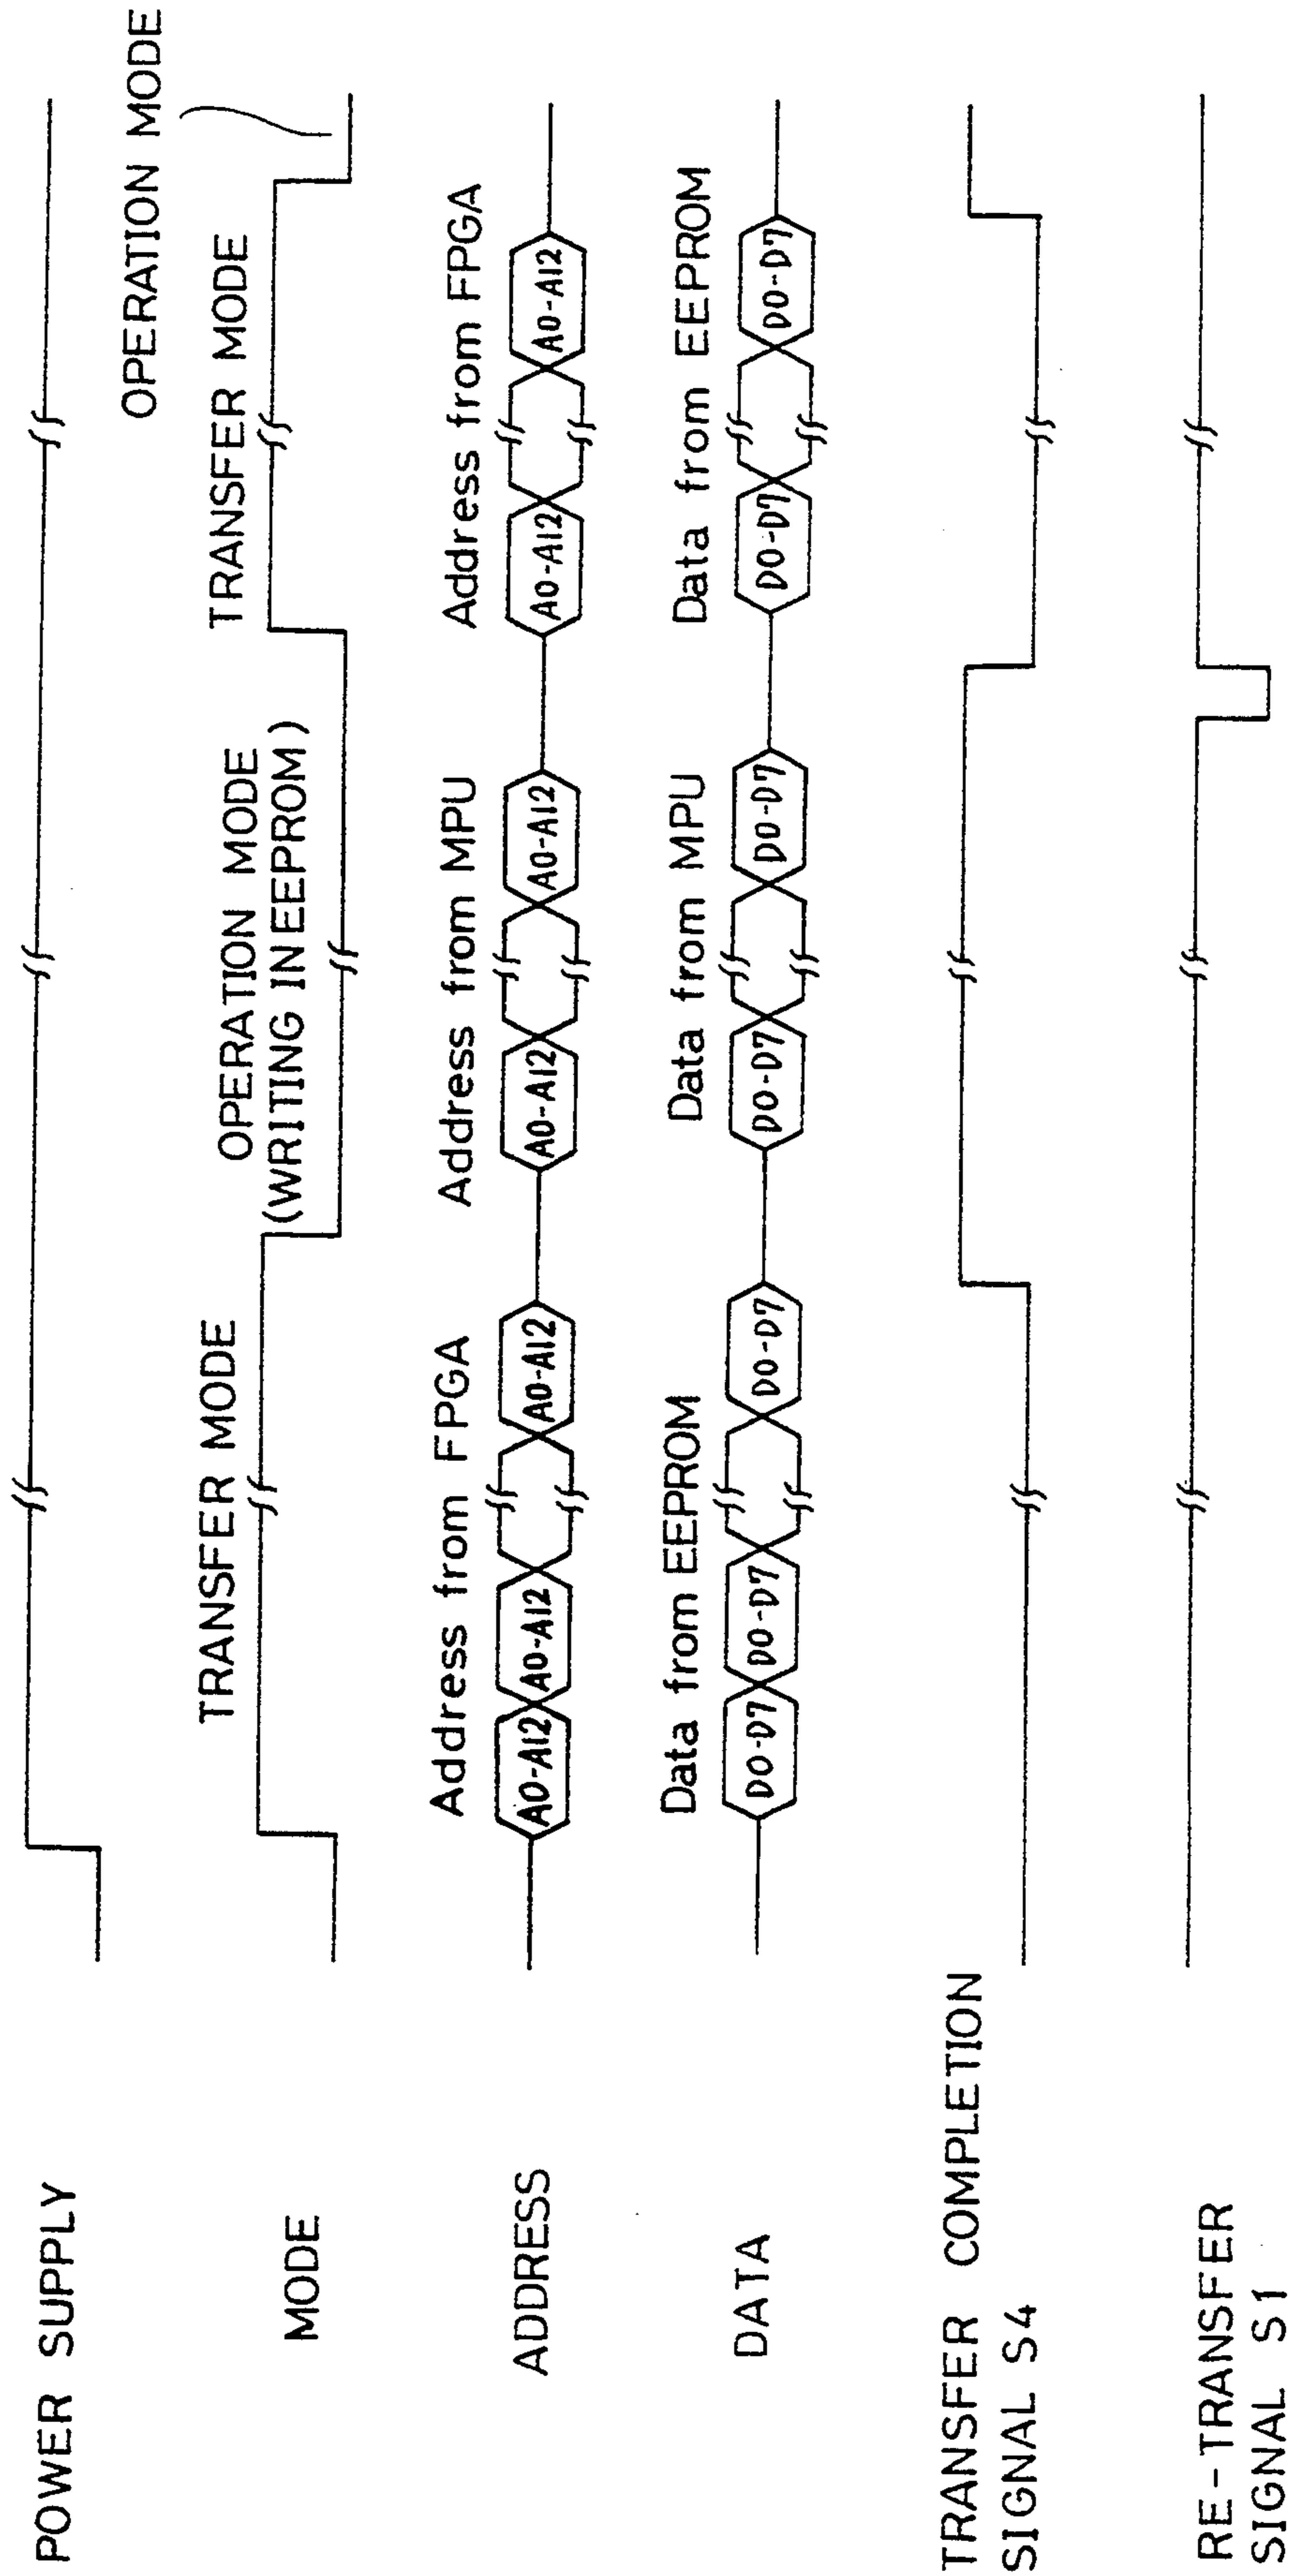 POWER SUPPLY
OPERATION MODE
MODE
TRANSFER MODE
OPERATION MODE
(WRITING IN EEPROM)
TRANSFER MODE
ADDRESS
Address from FPGA
Address from MPU
Address from FPGA
A0-A12
A0-A12
A0-A12
A0-A12
A0-A12
A0-A12
A0-A12
DATA
Data from EEPROM
Data from MPU
Data from EEPROM
D0-D7
D0-D7
D0-D7
D0-D7
D0-D7
D0-D7
D0-D7
TRANSFER COMPLETION
SIGNAL S4
RE-TRANSFER
SIGNAL S1